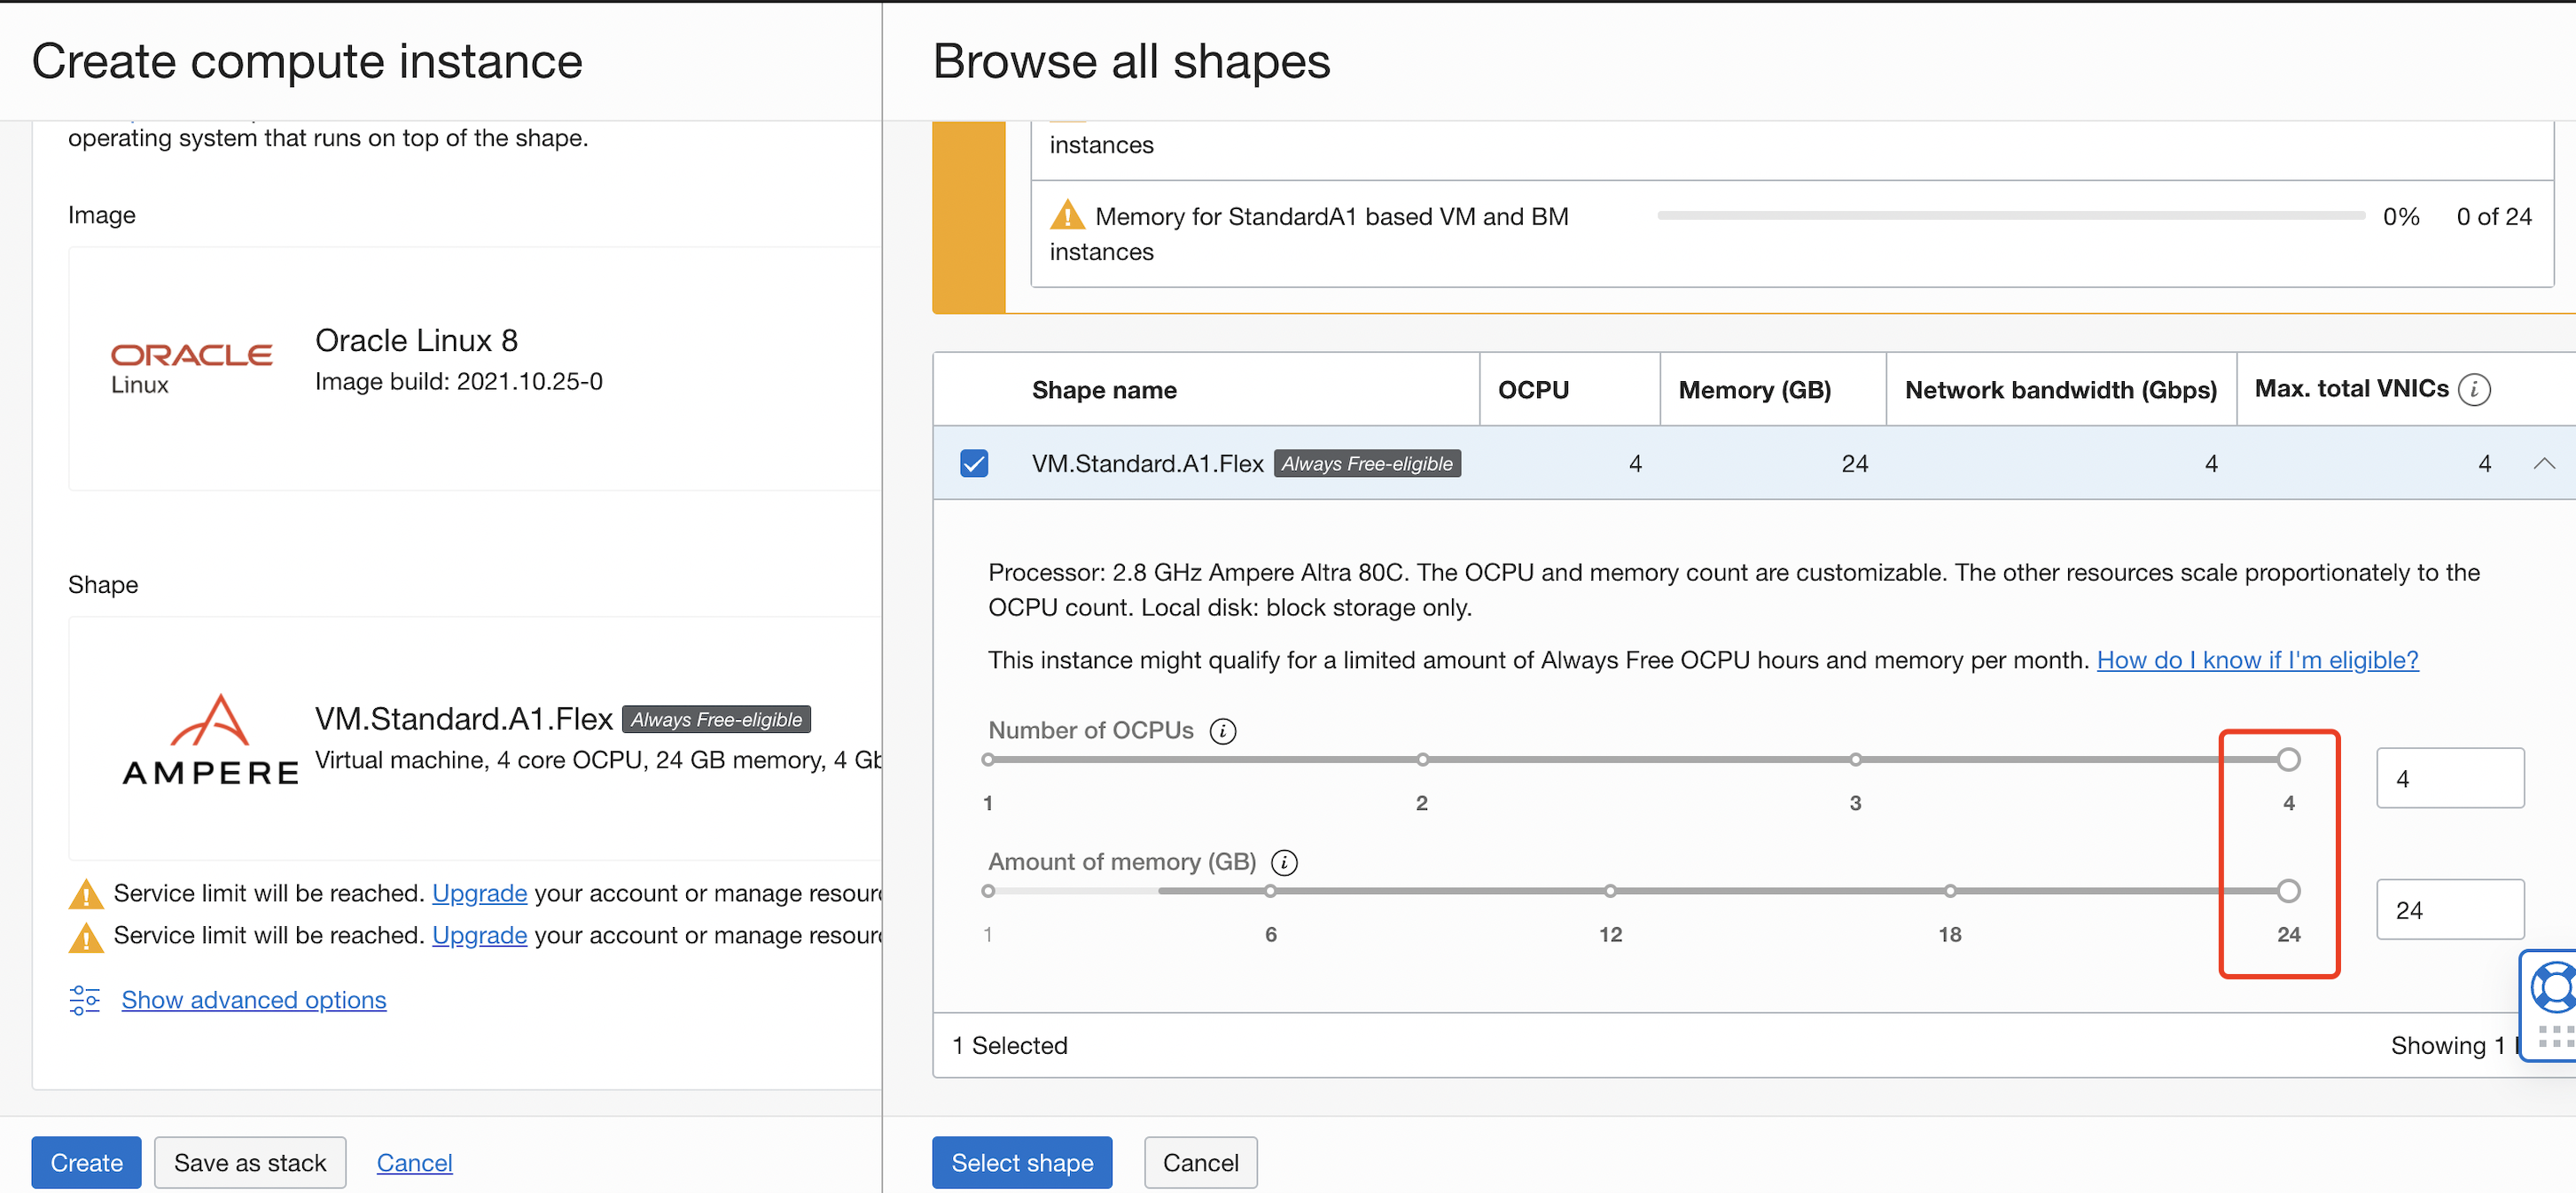 Create compute instance
operating system that runs on top of the shape.
Image
ORACLE
Linux
Oracle Linux 8
Image build: 2021.10.25-0
Shape
AMPERE
VM.Standard.A1.Flex Always Free-eligible
Virtual machine, 4 core OCPU, 24 GB memory, 4
Service limit will be reached. Upgrade your account or manage
Service limit will be reached. Upgrade your account or manage
Show advanced options
Create Save as stack Cancel
Browse all shapes
instances
Memory for StandardA1 based VM and BM
instances
0% 0 of 24
Shape name OCPU Memory (GB) Network bandwidth (Gbps) Max. total VNICs i
VM.Standard.A1.Flex Always Free-eligible 4 24 4 4
Processor: 2.8 GHz Ampere Altra 80C. The OCPU and memory count are customizable. The other resources scale proportionately to the
OCPU count. Local disk: block storage only.
This instance might qualify for a limited amount of Always Free OCPU hours and memory per month. How do I know if I'm eligible?
Number of OCPUs i
1 2 3 4
4
Amount of memory (GB) i
1 6 12 18 24
24
1 Selected
Showing 1
Select shape Cancel